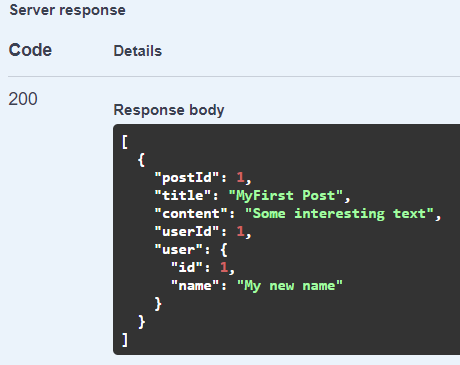 Server response
Code Details
200
Response body
[
  {
    "postId": 1,
    "title": "MyFirst Post",
    "content": "Some interesting text",
    "userId": 1,
    "user": {
      "id": 1,
      "name": "My new name"
    }
  }
]